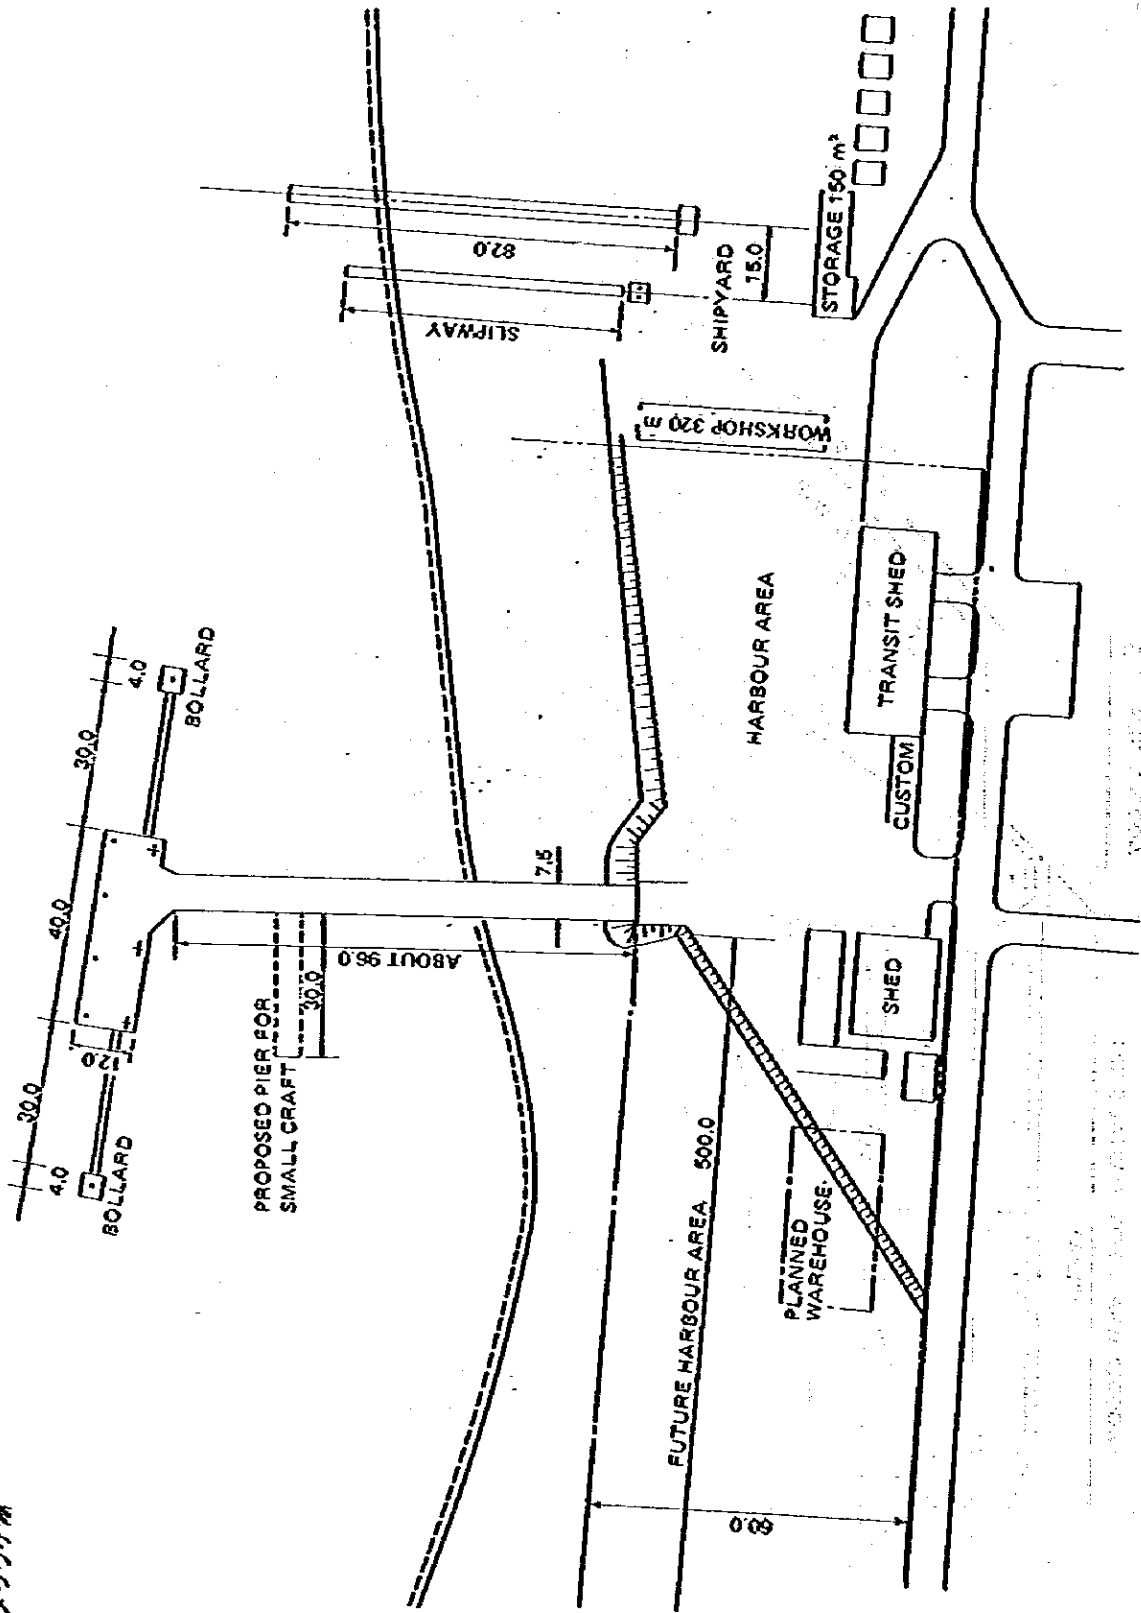 4.0
30.0
40.0
30.0
4.0
BOLLARD
12.0
BOLLARD
PROPOSED PIER FOR
SMALL CRAFT
30.0
ABOUT 96.0
7.5
SLIPWAY
82.0
SHIPYARD
15.0
STORAGE 150 m²
WORKSHOP 320 m
HARBOUR AREA
TRANSIT SHED
CUSTOM
SHED
FUTURE HARBOUR AREA 500.0
PLANNED
WAREHOUSE
60.0